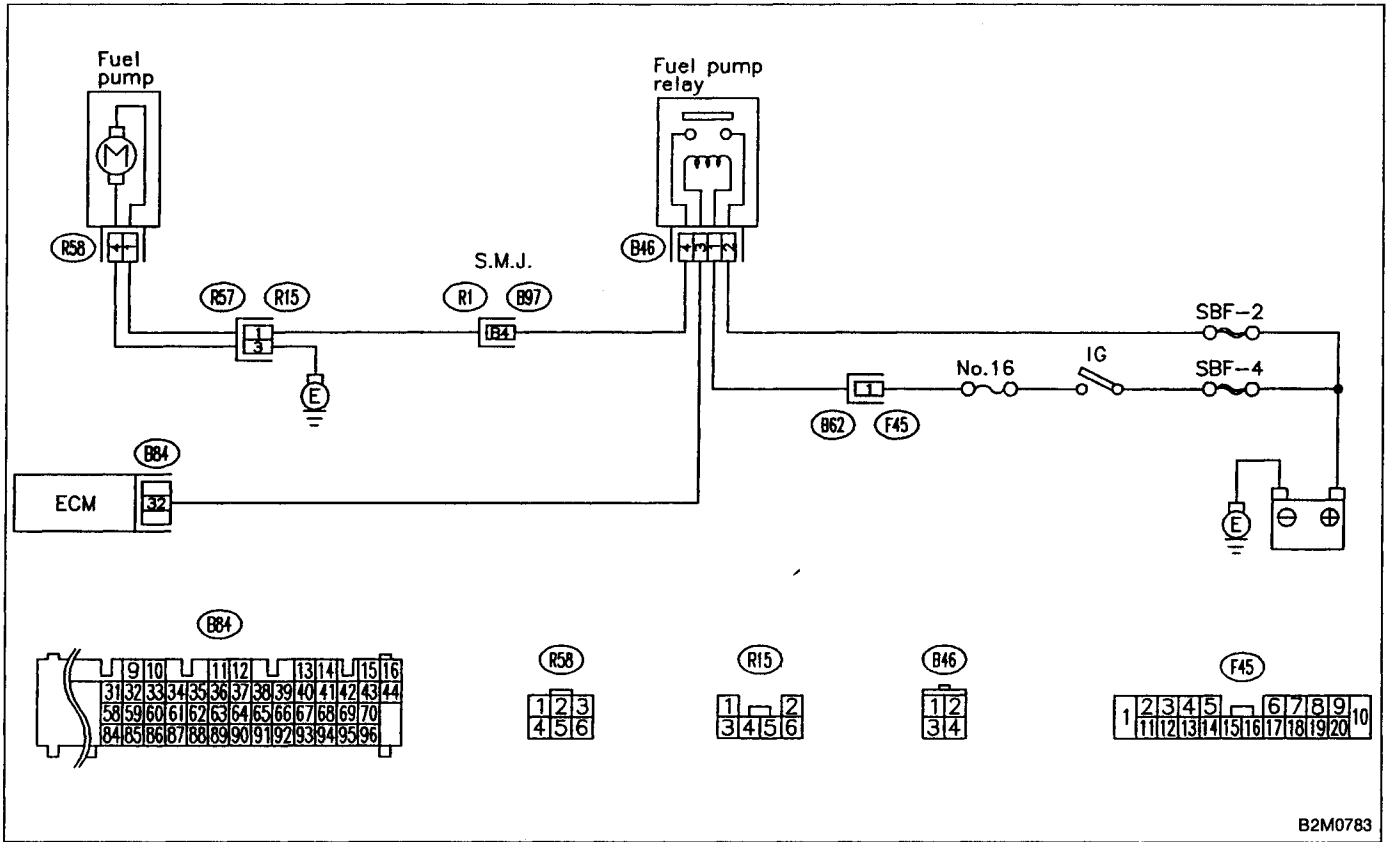 Fuel
pump
M
R58
4 1
Fuel pump
relay
B46
4 3 1 2
S.M.J.
R57 R15
1
3
E
R1 B97
B4
SBF-2
No.16
IG
SBF-4
1
B62 F45
B84
ECM
32
E
⊖ ⊕
B84
9 10 11 12 13 14 15 16
31 32 33 34 35 36 37 38 39 40 41 42 43 44
58 59 60 61 62 63 64 65 66 67 68 69 70
84 85 86 87 88 89 90 91 92 93 94 95 96
R58
1 2 3
4 5 6
R15
1 2
3 4 5 6
B46
1 2
3 4
F45
1 2 3 4 5 6 7 8 9 10
11 12 13 14 15 16 17 18 19 20
B2M0783